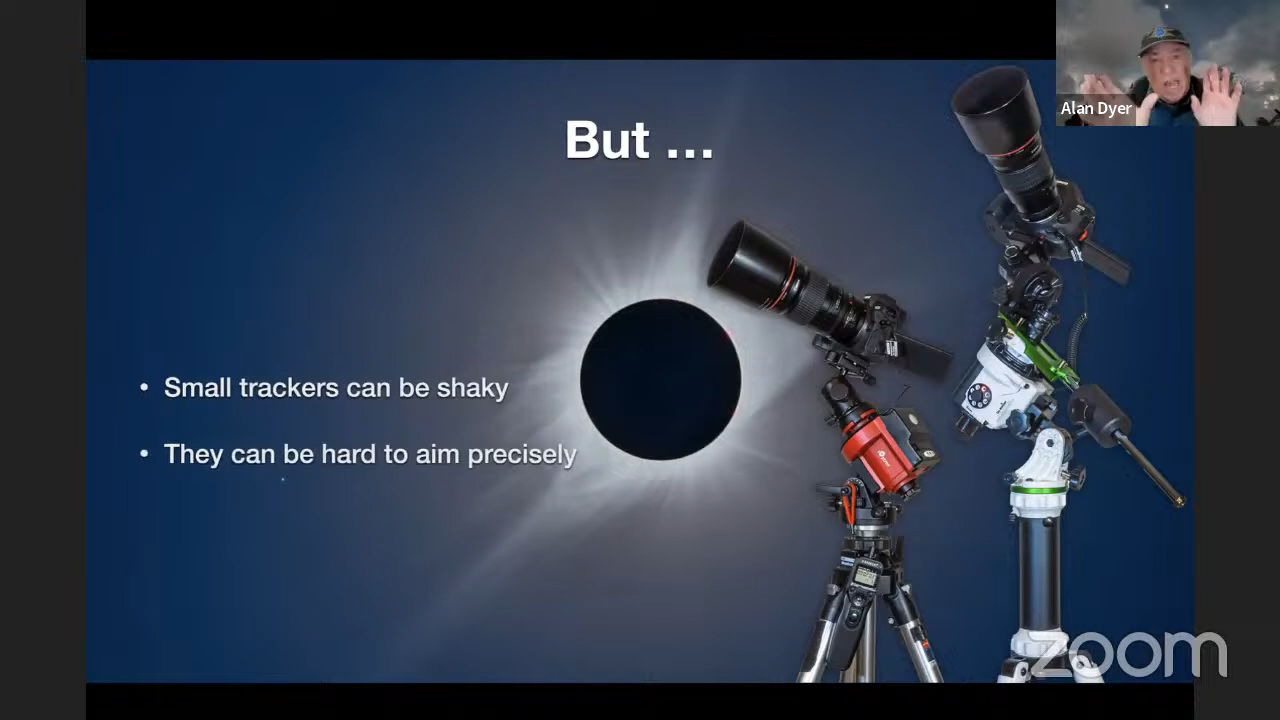 But ...
Alan Dyer
• Small trackers can be shaky
• They can be hard to aim precisely
zoom